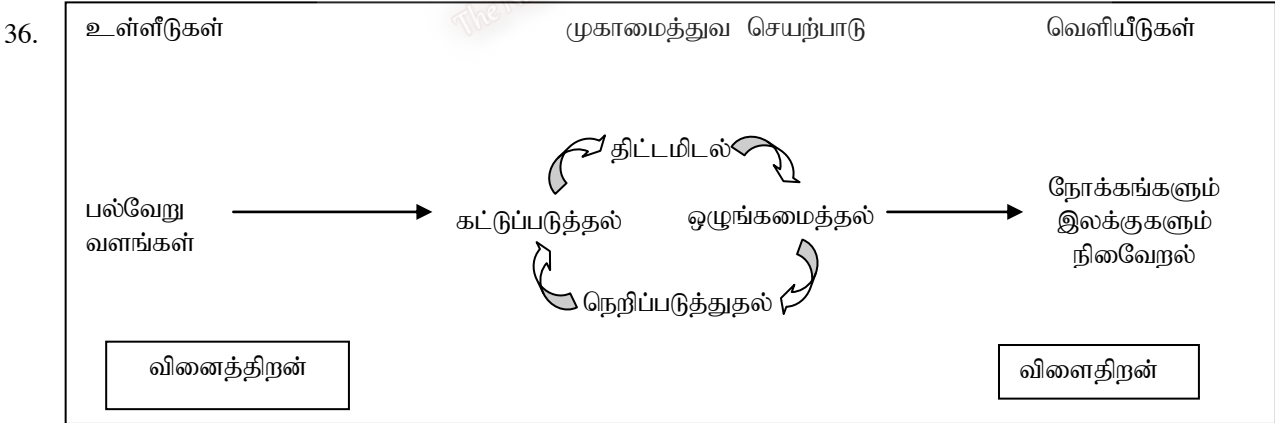 36.
உள்ளீடுகள் முகாமைத்துவ செயற்பாடு வெளியீடுகள்
திட்டமிடல்
பல்வேறு
வளங்கள்
கட்டுப்படுத்தல் ஒழுங்கமைத்தல்
நோக்கங்களும்
இலக்குகளும்
நிறைவேறல்
நெறிப்படுத்துதல்
வினைத்திறன் விளைதிறன்